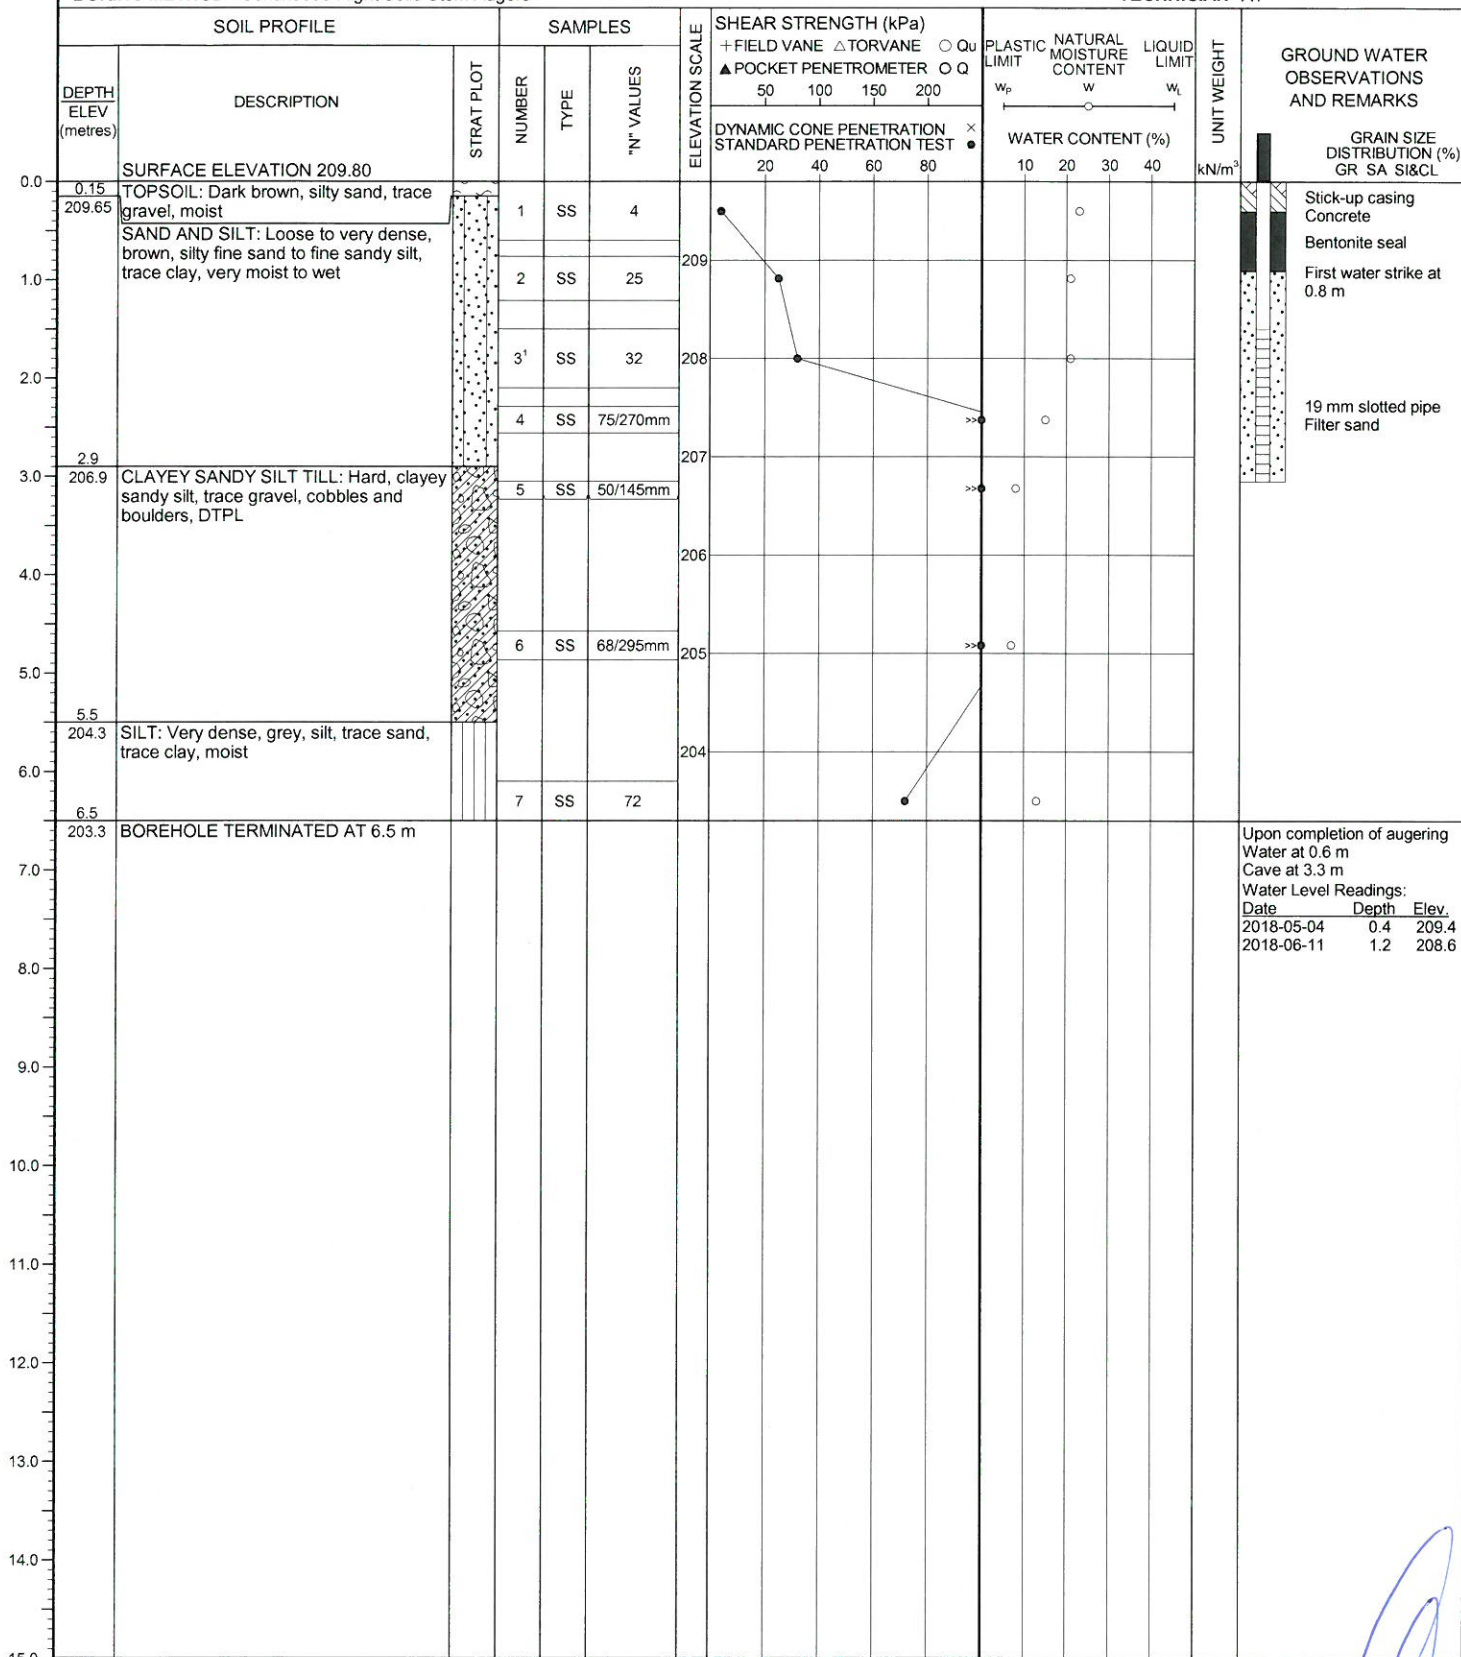 SOIL PROFILE
SAMPLES
DEPTH
ELEV
(metres)
DESCRIPTION
STRAT PLOT
NUMBER
TYPE
"N" VALUES
ELEVATION SCALE
SHEAR STRENGTH (kPa)
+FIELD VANE △TORVANE ○ Qu
▲POCKET PENETROMETER O Q
50 100 150 200
DYNAMIC CONE PENETRATION ×
STANDARD PENETRATION TEST ●
20 40 60 80
PLASTIC LIMIT
NATURAL MOISTURE CONTENT
LIQUID LIMIT
WP W WL
WATER CONTENT (%)
10 20 30 40
UNIT WEIGHT
kN/m³
GROUND WATER
OBSERVATIONS
AND REMARKS
GRAIN SIZE
DISTRIBUTION (%)
GR SA SI&CL
SURFACE ELEVATION 209.80
0.0
0.15
209.65
TOPSOIL: Dark brown, silty sand, trace
gravel, moist
SAND AND SILT: Loose to very dense,
brown, silty fine sand to fine sandy silt,
trace clay, very moist to wet
1 SS 4
209
2 SS 25
1.0
3¹ SS 32
208
2.0
4 SS 75/270mm
>>
207
Stick-up casing
Concrete
Bentonite seal
First water strike at
0.8 m
19 mm slotted pipe
Filter sand
2.9
206.9
3.0
CLAYEY SANDY SILT TILL: Hard, clayey
sandy silt, trace gravel, cobbles and
boulders, DTPL
5 SS 50/145mm
>>
206
4.0
6 SS 68/295mm
>>
205
5.0
5.5
204.3
SILT: Very dense, grey, silt, trace sand,
trace clay, moist
204
6.0
7 SS 72
6.5
203.3
BOREHOLE TERMINATED AT 6.5 m
Upon completion of augering
Water at 0.6 m
Cave at 3.3 m
Water Level Readings:
Date Depth Elev.
2018-05-04 0.4 209.4
2018-06-11 1.2 208.6
7.0
8.0
9.0
10.0
11.0
12.0
13.0
14.0